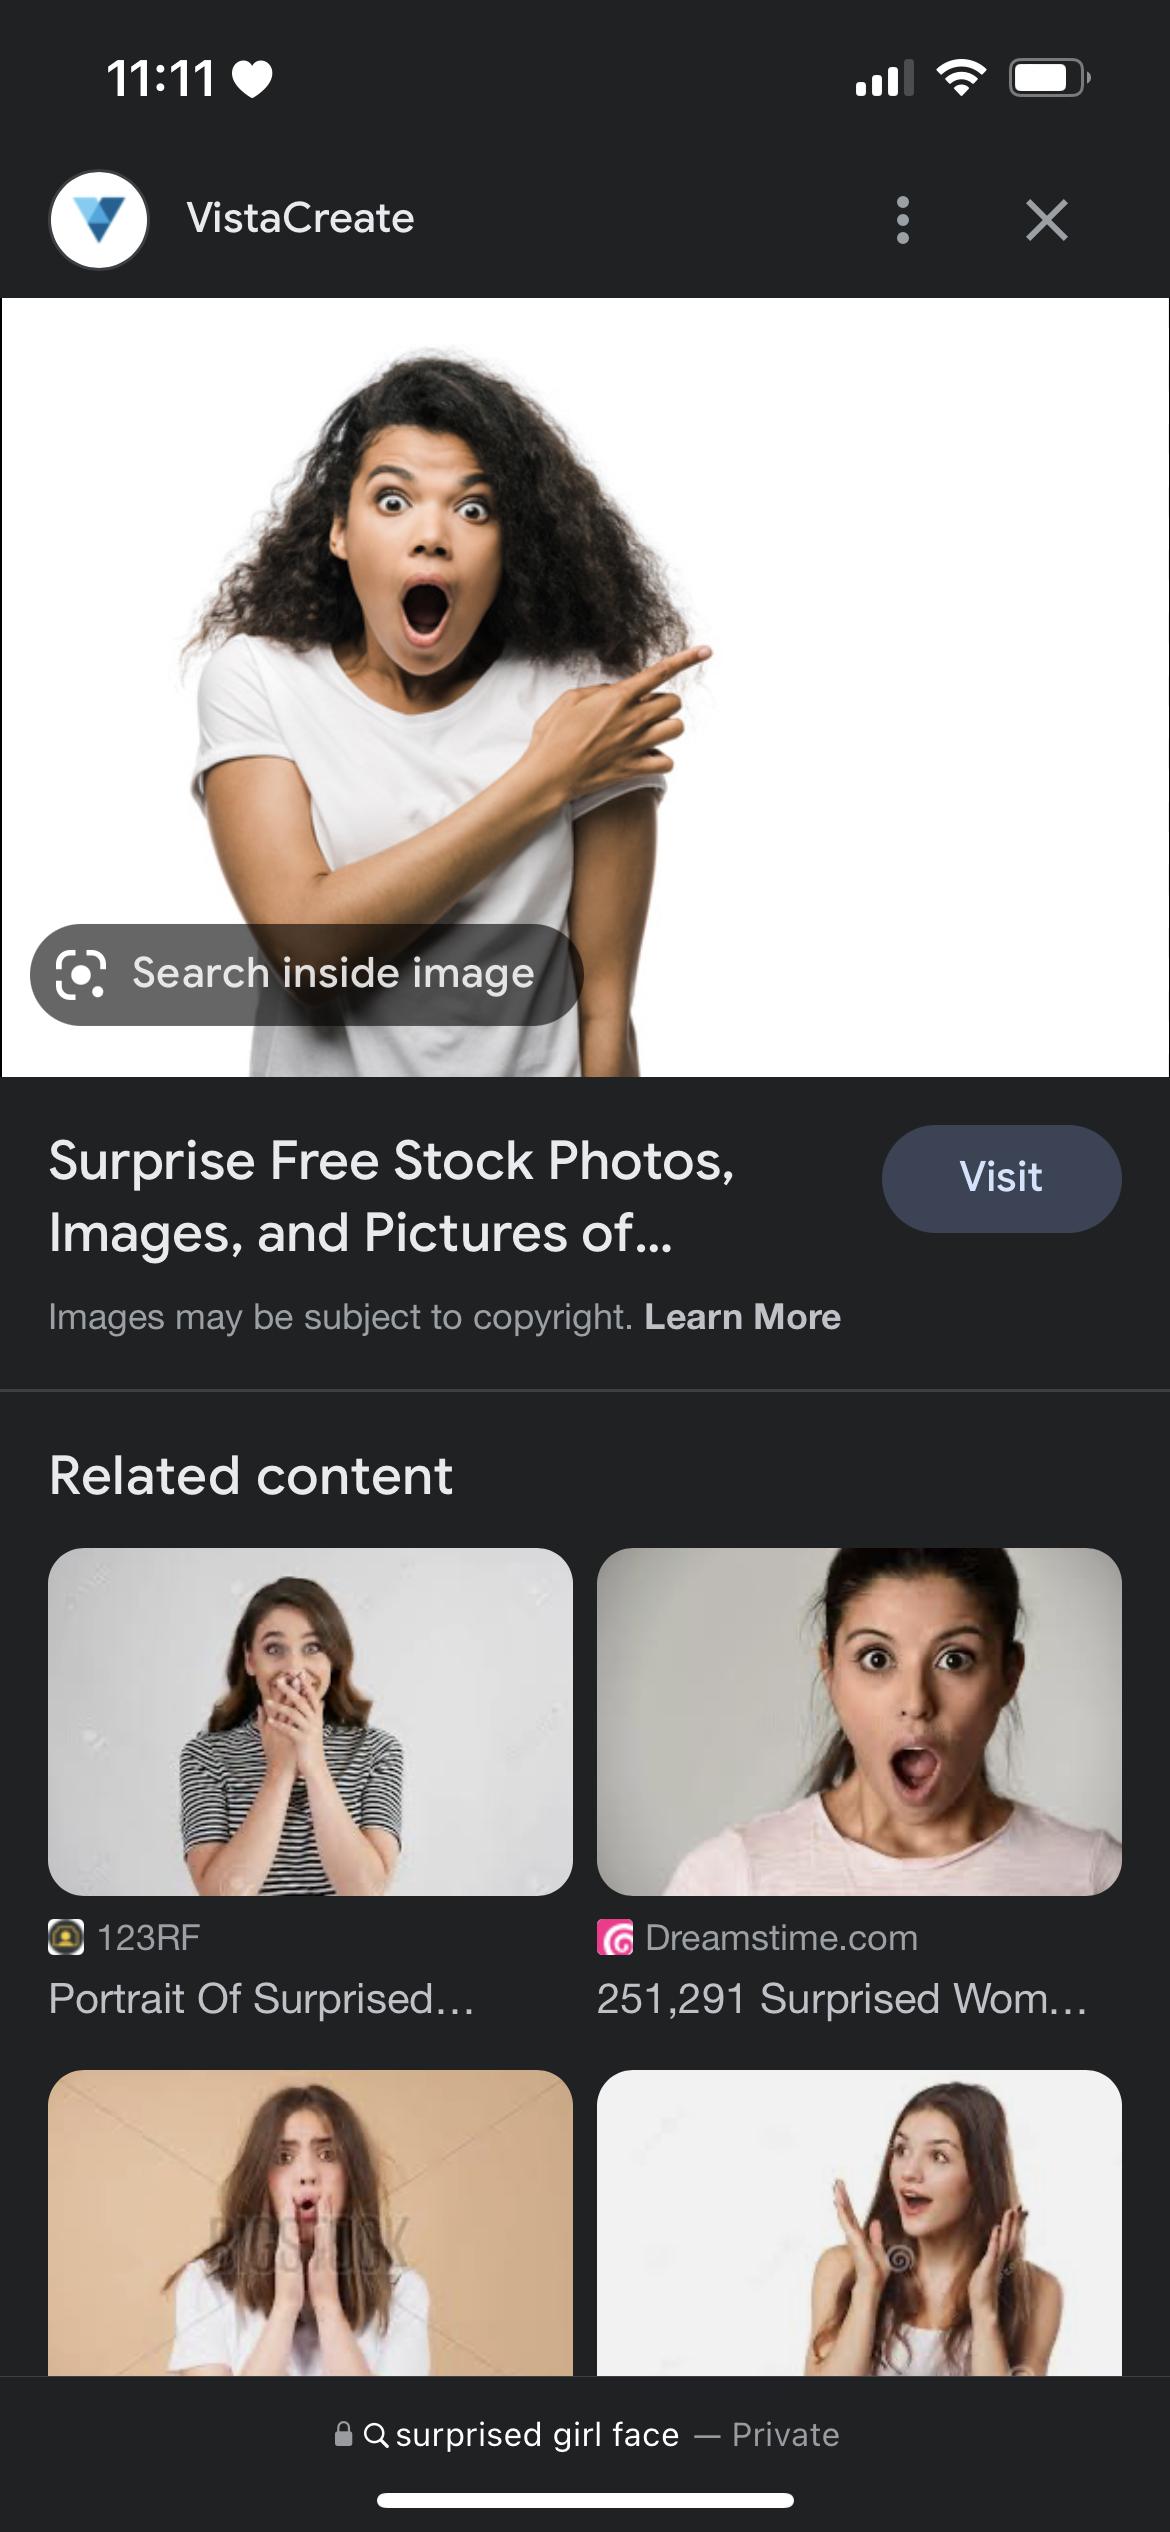 11:11
VistaCreate
Search inside image
Surprise Free Stock Photos,
Images, and Pictures of...
Visit
Images may be subject to copyright. Learn More
Related content
123RF
Portrait Of Surprised...
Dreamstime.com
251,291 Surprised Wom...
BIGSTOCK
surprised girl face — Private